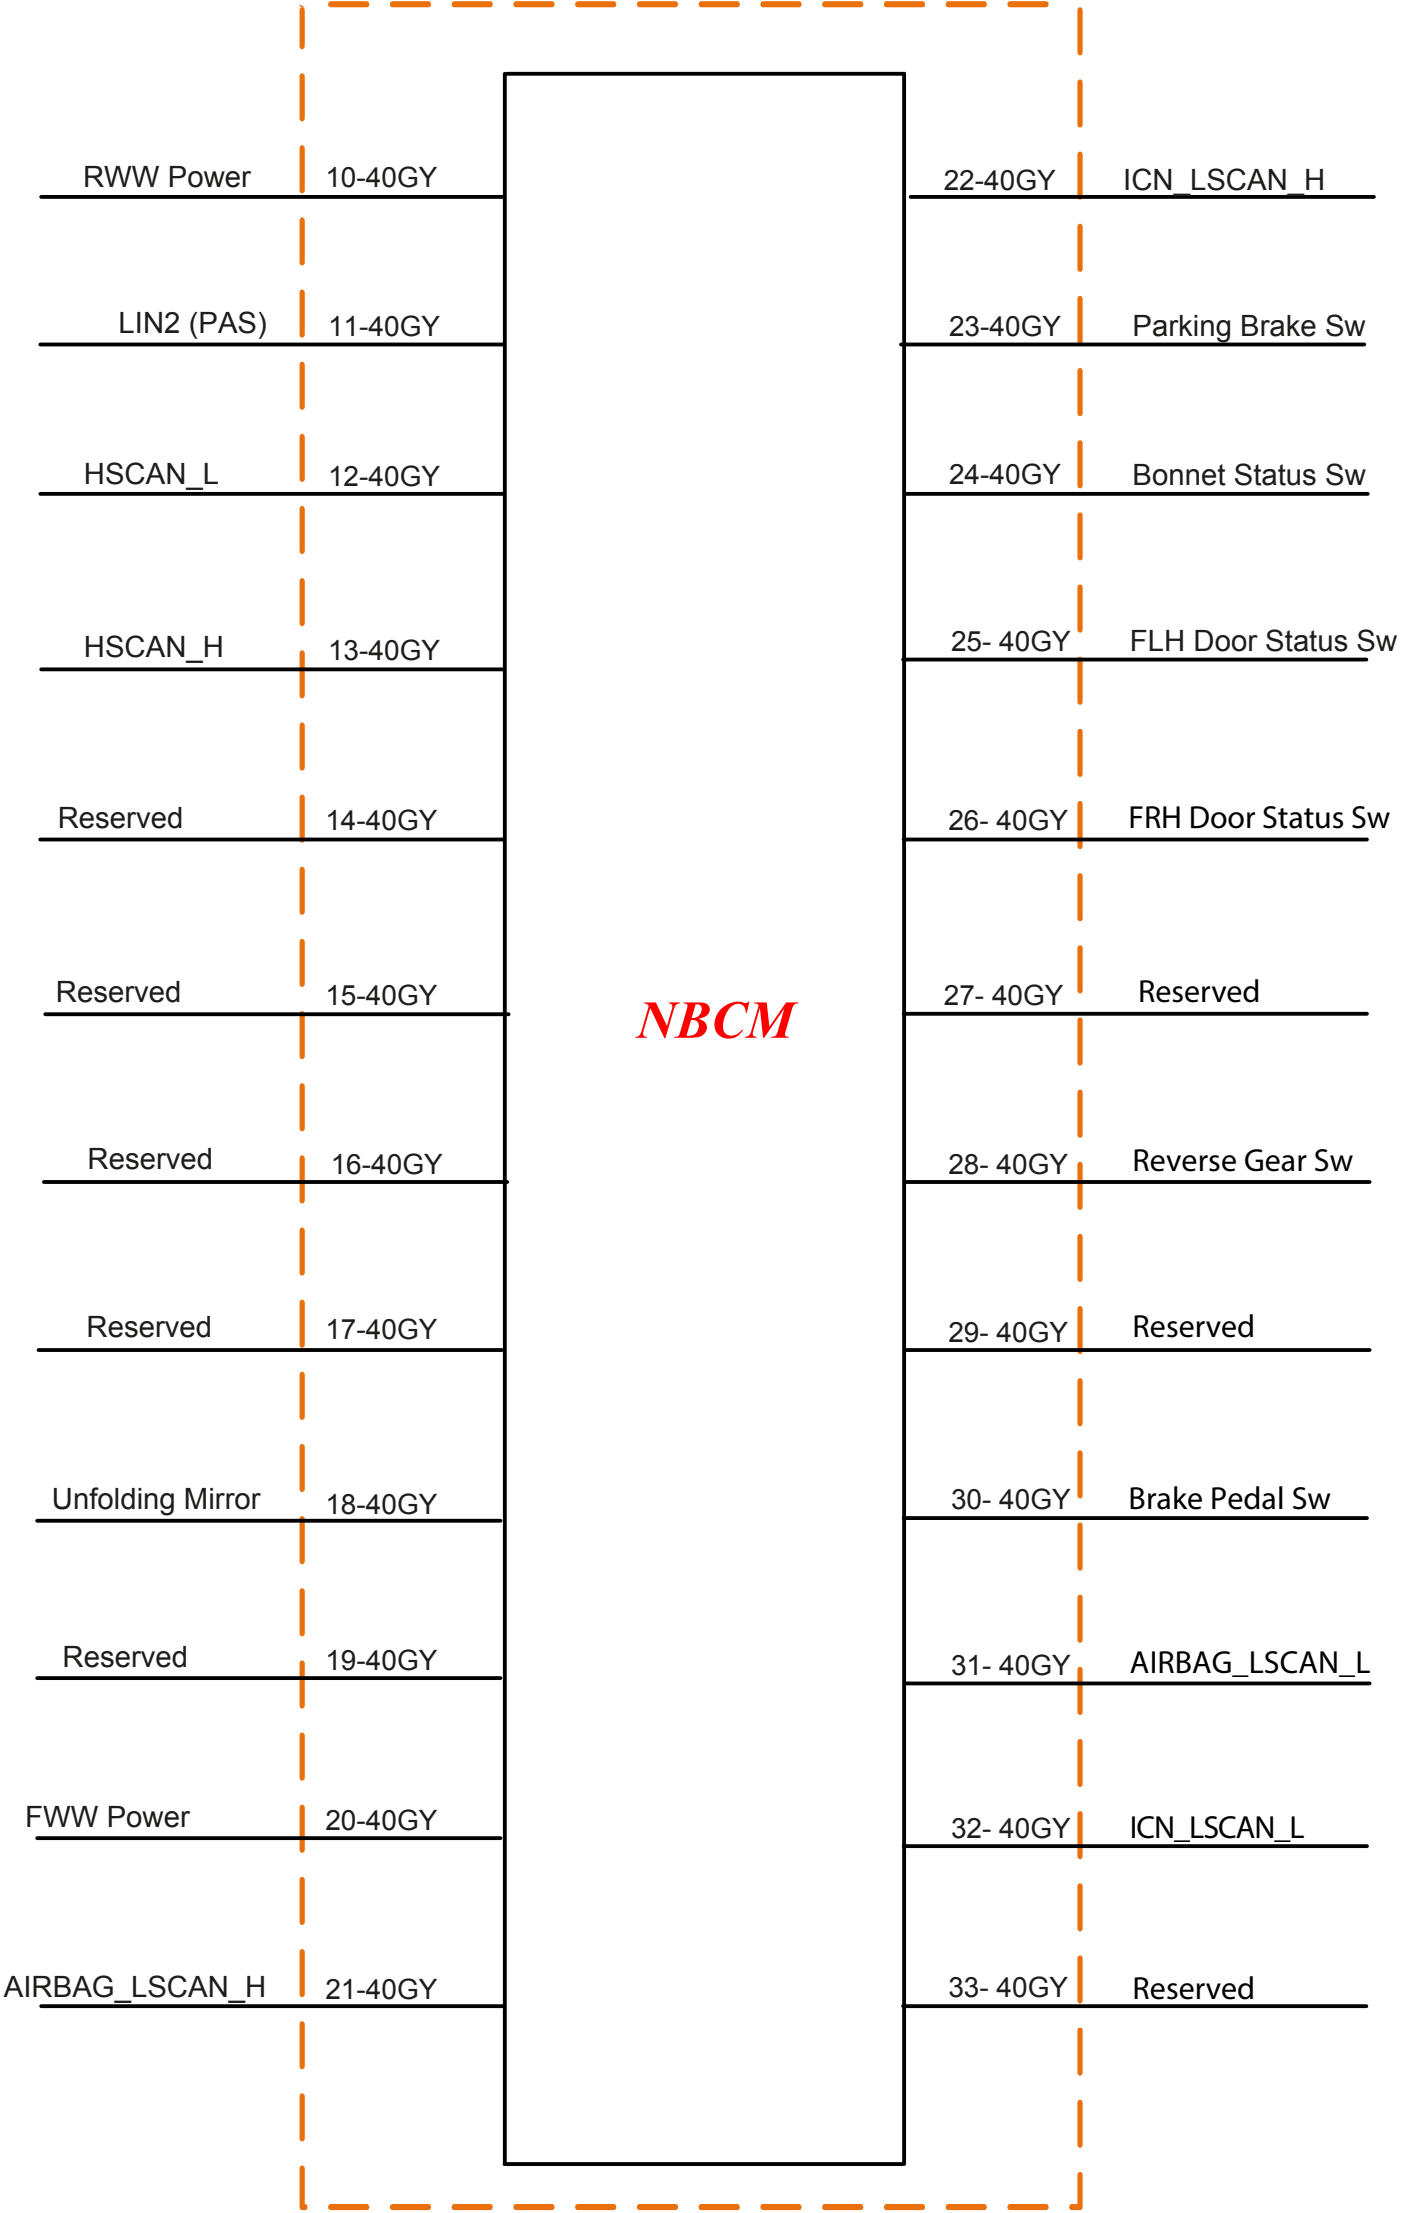 RWW Power 10-40GY 22-40GY ICN_LSCAN_H
LIN2 (PAS) 11-40GY 23-40GY Parking Brake Sw
HSCAN_L 12-40GY 24-40GY Bonnet Status Sw
HSCAN_H 13-40GY 25- 40GY FLH Door Status Sw
Reserved 14-40GY 26- 40GY FRH Door Status Sw
Reserved 15-40GY 27- 40GY Reserved
NBCM
Reserved 16-40GY 28- 40GY Reverse Gear Sw
Reserved 17-40GY 29- 40GY Reserved
Unfolding Mirror 18-40GY 30- 40GY Brake Pedal Sw
Reserved 19-40GY 31- 40GY AIRBAG_LSCAN_L
FWW Power 20-40GY 32- 40GY ICN_LSCAN_L
AIRBAG_LSCAN_H 21-40GY 33- 40GY Reserved